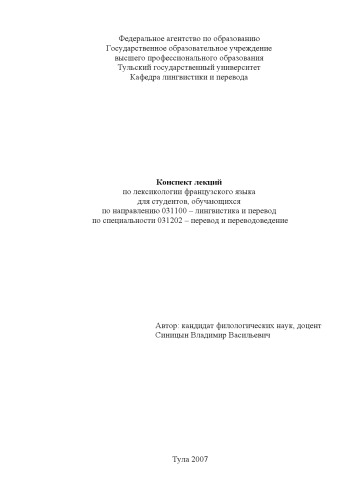 Федеральное агентство по образованию
Государственное образовательное учреждение
высшего профессионального образования
Тульский государственный университет
Кафедра лингвистики и перевода
Конспект лекций
по лексикологии французского языка
для студентов, обучающихся
по направлению 031100 – лингвистика и перевод
по специальности 031202 – перевод и переводоведение
Автор: кандидат филологических наук, доцент
Синицын Владимир Васильевич
Тула 2007